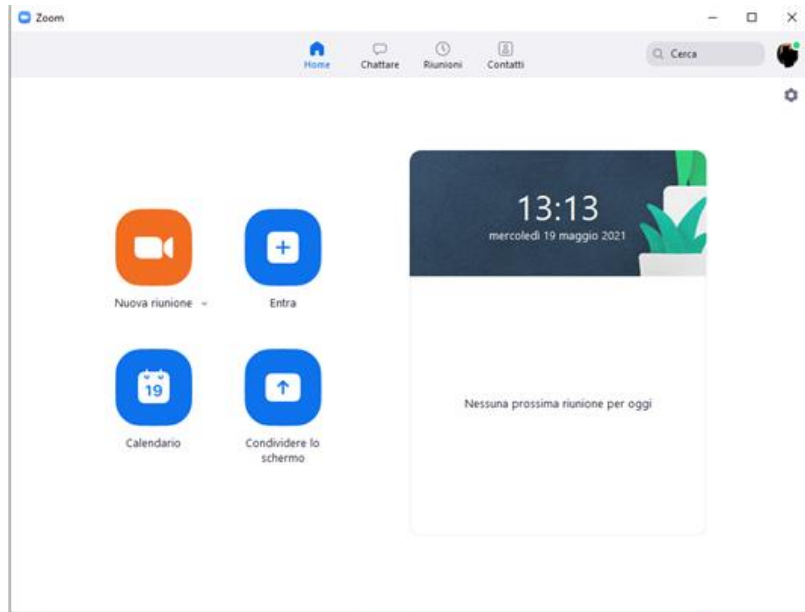 Zoom
Home
Chattare
Riunioni
Contatti
Cerca
13:13
mercoledì 19 maggio 2021
Nuova riunione
Entra
19
Calendario
Condividere lo
schermo
Nessuna prossima riunione per oggi